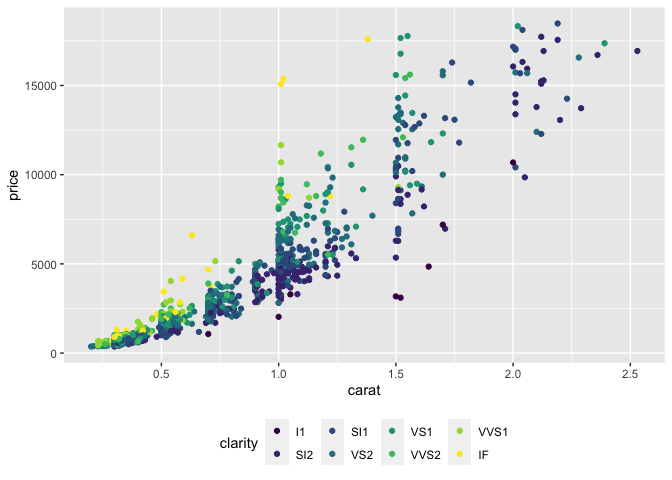 15000
10000
price
5000
0
0.5 1.0 1.5 2.0 2.5
carat
clarity
I1 SI1 VS1 VVS1
SI2 VS2 VVS2 IF